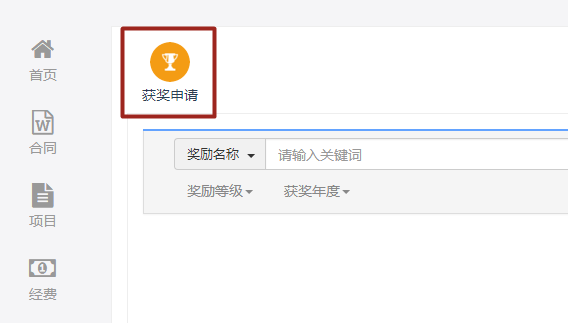 首页
合同
项目
经费
获奖申请
奖励名称
请输入关键词
奖励等级
获奖年度